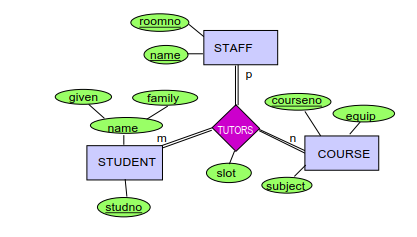 roomno
STAFF
name
p
given
family
courseno
equip
name
TUTORS
m
n
STUDENT
COURSE
slot
subject
studno